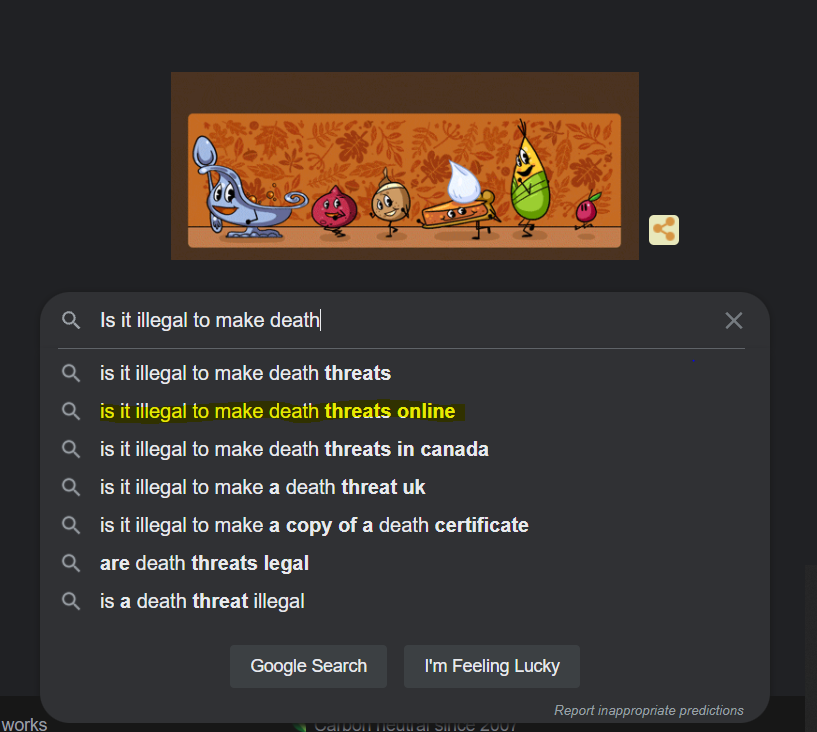 Is it illegal to make death
is it illegal to make death threats
is it illegal to make death threats online
is it illegal to make death threats in canada
is it illegal to make a death threat uk
is it illegal to make a copy of a death certificate
are death threats legal
is a death threat illegal
Google Search
I'm Feeling Lucky
Report inappropriate predictions
works
Carbon neutral since 2007